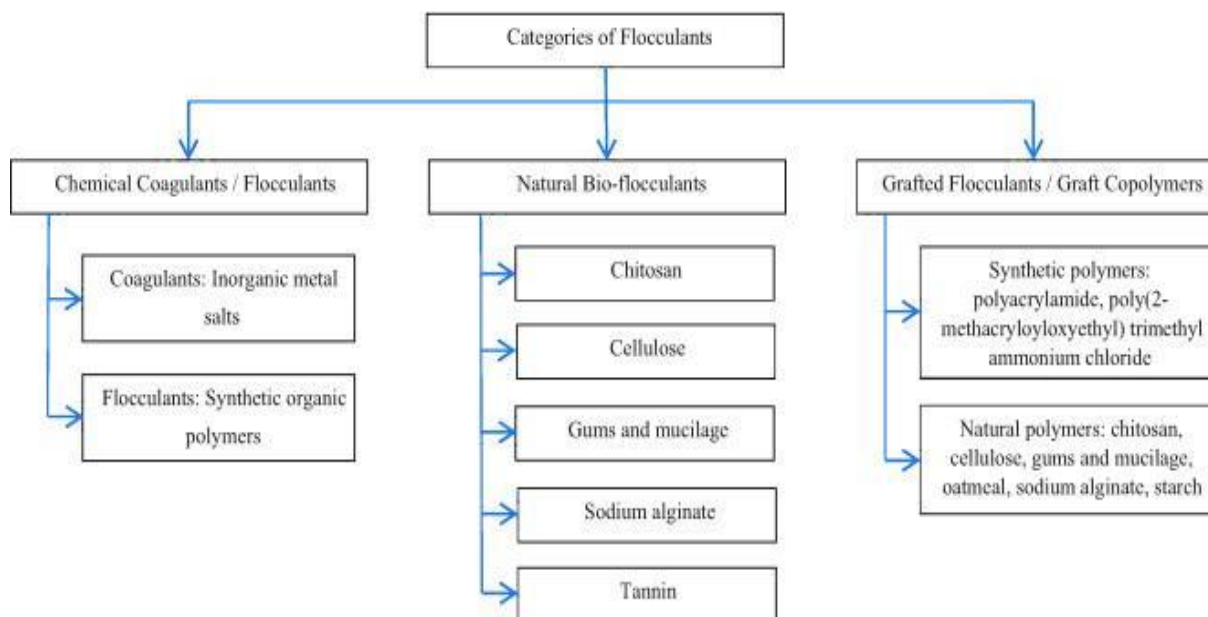 Categories of Flocculants
Chemical Coagulants / Flocculants
Coagulants: Inorganic metal
salts
Flocculants: Synthetic organic
polymers
Natural Bio-flocculants
Chitosan
Cellulose
Gums and mucilage
Sodium alginate
Tannin
Grafted Flocculants / Graft Copolymers
Synthetic polymers:
polyacrylamide, poly(2-
methacryloyloxyethyl) trimethyl
ammonium chloride
Natural polymers: chitosan,
cellulose, gums and mucilage,
oatmeal, sodium alginate, starch